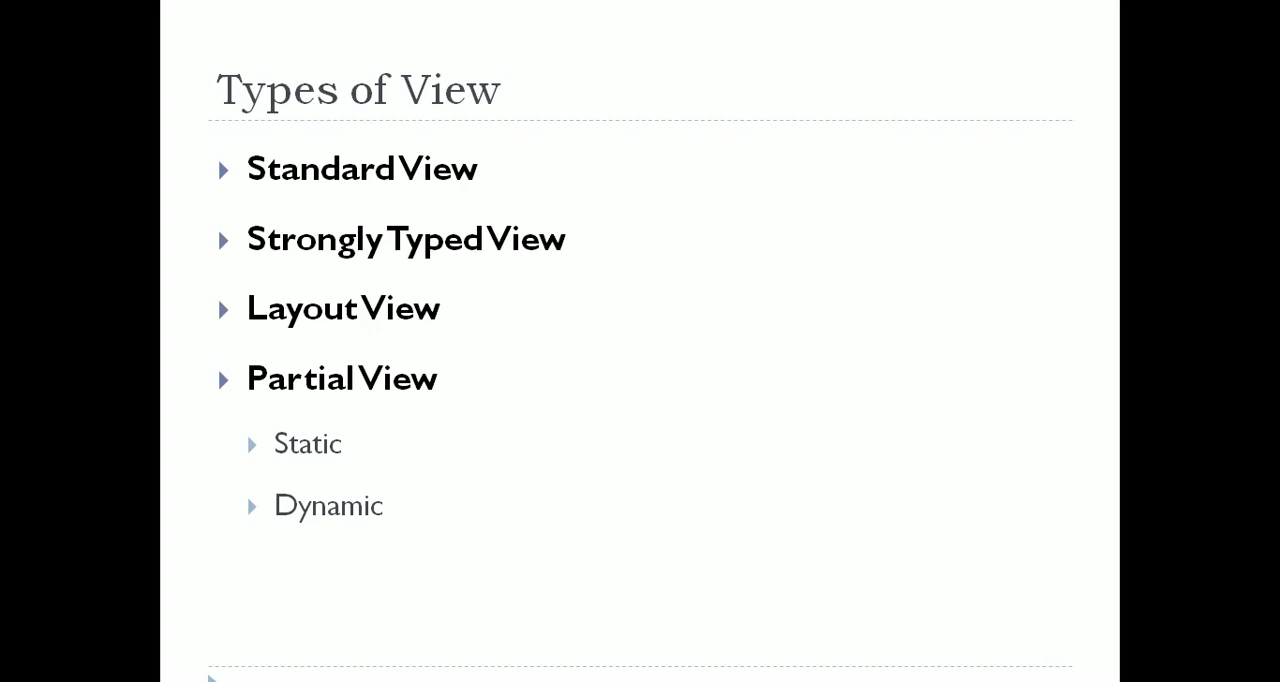 Types of View
Standard View
Strongly Typed View
Layout View
Partial View
Static
Dynamic